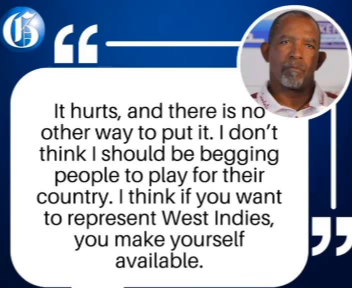 G
“
It hurts, and there is no
other way to put it. I don't
think I should be begging
people to play for their
country. I think if you want
to represent West Indies,
you make yourself
available.
”